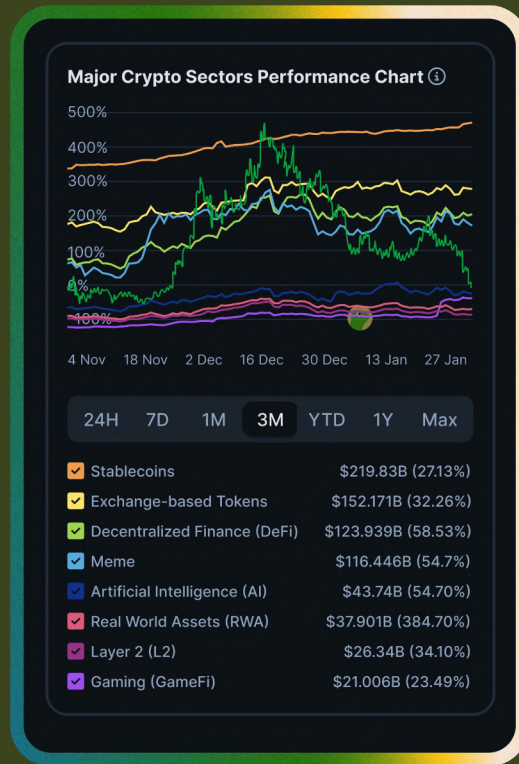 Major Crypto Sectors Performance Chart
500%
400%
300%
200%
100%
0%
-100%
4 Nov 18 Nov 2 Dec 16 Dec 30 Dec 13 Jan 27 Jan
24H 7D 1M 3M YTD 1Y Max
Stablecoins $219.83B (27.13%)
Exchange-based Tokens $152.171B (32.26%)
Decentralized Finance (DeFi) $123.939B (58.53%)
Meme $116.446B (54.7%)
Artificial Intelligence (AI) $43.74B (54.70%)
Real World Assets (RWA) $37.901B (384.70%)
Layer 2 (L2) $26.34B (34.10%)
Gaming (GameFi) $21.006B (23.49%)